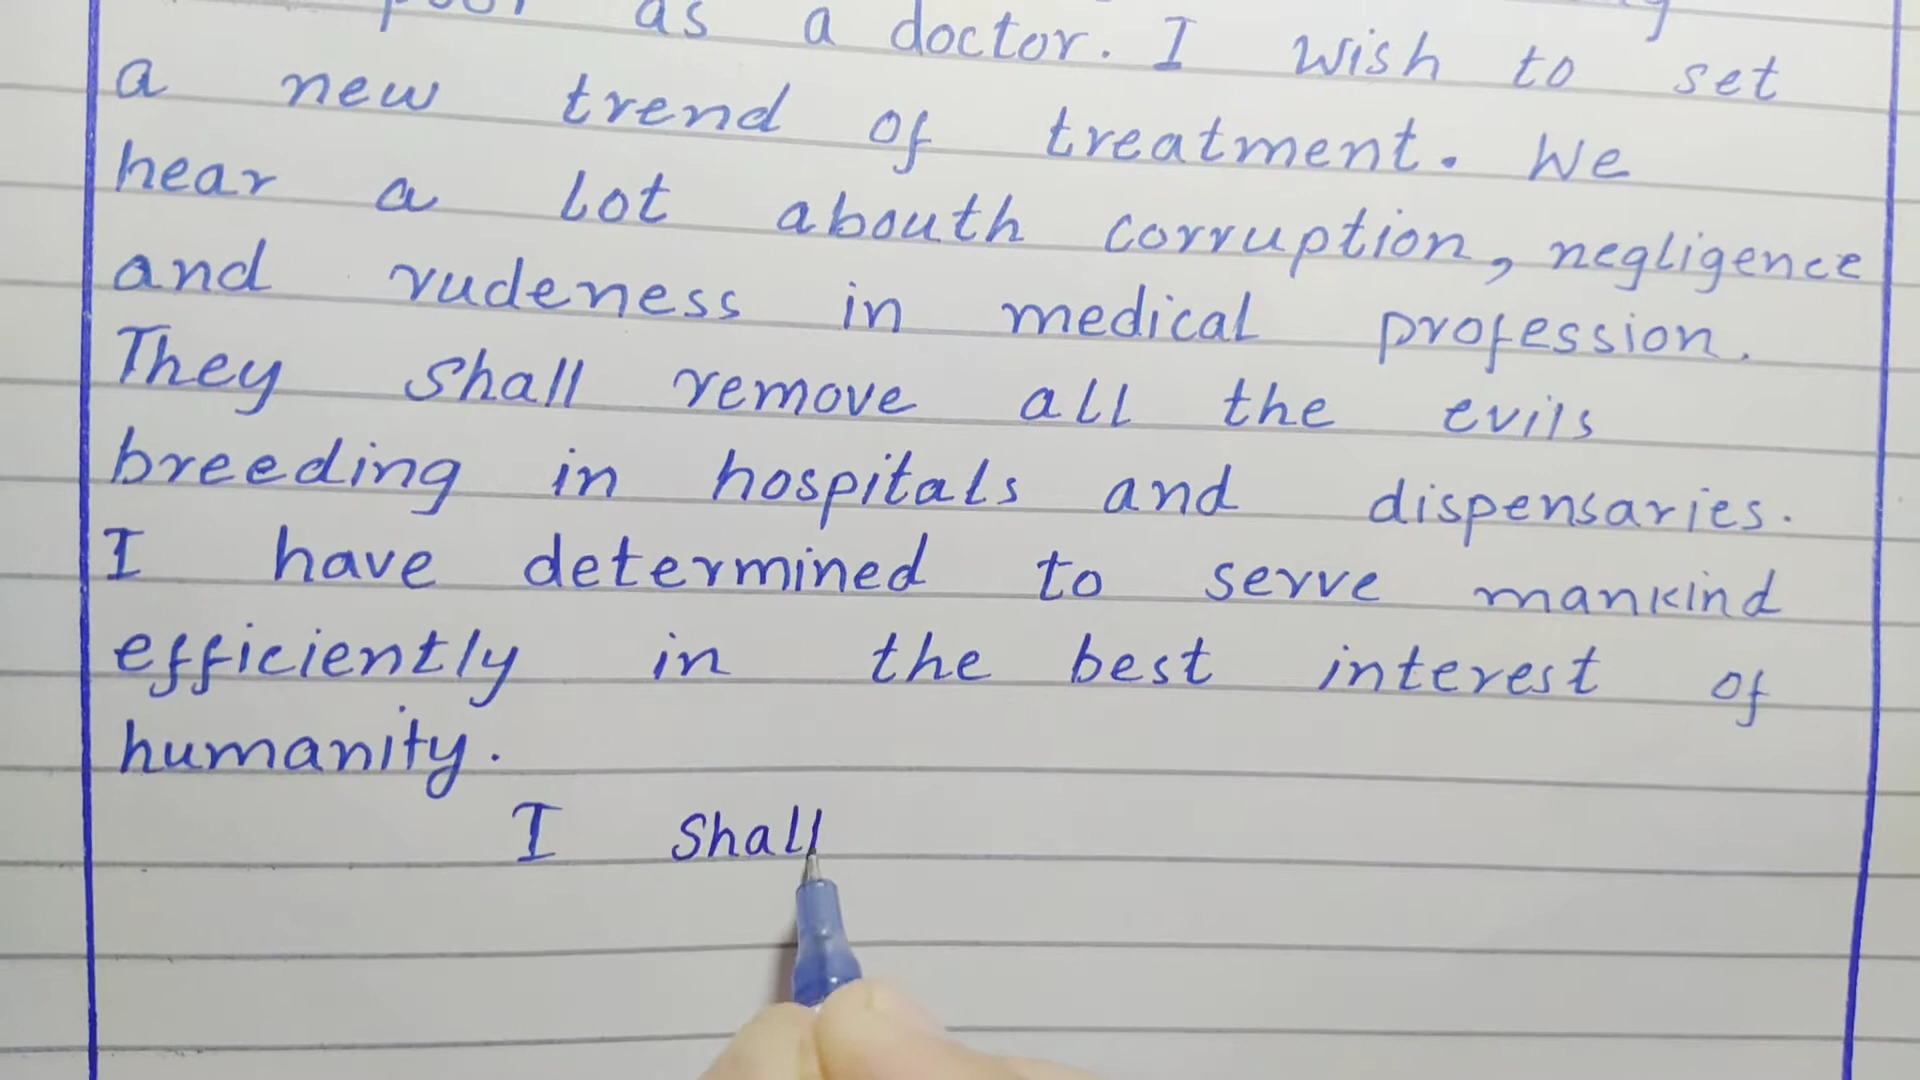 poor as a doctor. I wish to set
a new trend of treatment. We
hear a lot abouth corruption, negligence
and rudeness in medical profession.
They shall remove all the evils
breeding in hospitals and dispensaries.
I have determined to serve mankind
efficiently in the best interest of
humanity.
I shall